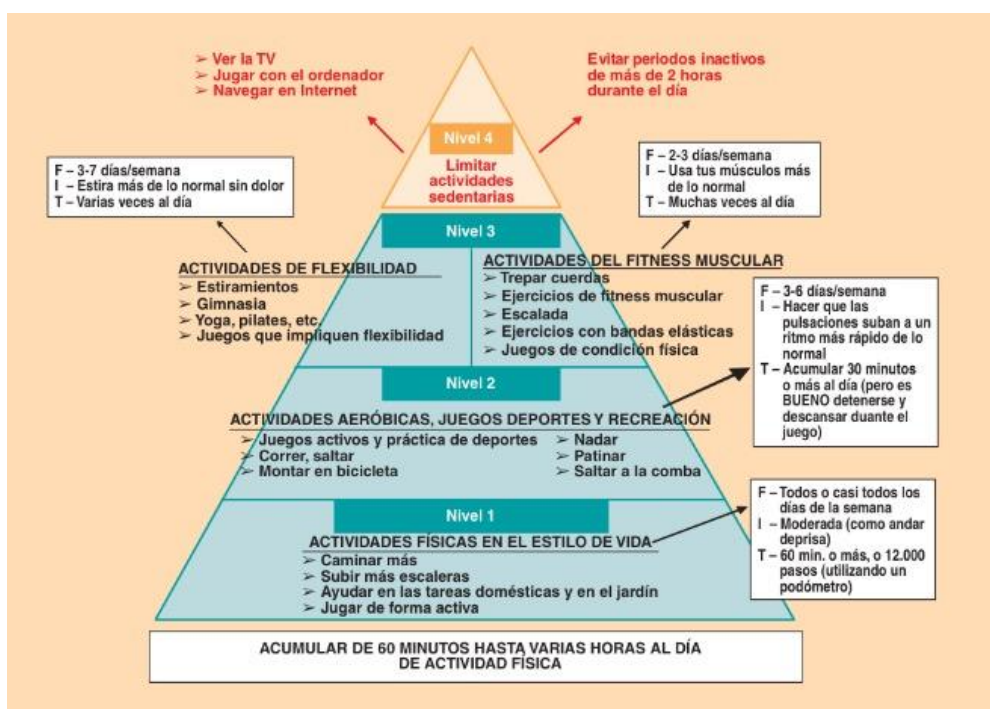 ➢ Ver la TV
➢ Jugar con el ordenador
➢ Navegar en Internet
Evitar periodos inactivos
de más de 2 horas
durante el día
Nivel 4
Limitar
actividades
sedentarias
F – 3-7 días/semana
I – Estira más de lo normal sin dolor
T – Varias veces al día
F – 2-3 días/semana
I – Usa tus músculos más
de lo normal
T – Muchas veces al día
Nivel 3
ACTIVIDADES DE FLEXIBILIDAD
➢ Estiramientos
➢ Gimnasia
➢ Yoga, pilates, etc.
➢ Juegos que impliquen flexibilidad
ACTIVIDADES DEL FITNESS MUSCULAR
➢ Trepar cuerdas
➢ Ejercicios de fitness muscular
➢ Escalada
➢ Ejercicios con bandas elásticas
➢ Juegos de condición física
F – 3-6 días/semana
I – Hacer que las
pulsaciones suban a un
ritmo más rápido de lo
normal
T – Acumular 30 minutos
o más al día (pero es
BUENO detenerse y
descansar duante el
juego)
Nivel 2
ACTIVIDADES AERÓBICAS, JUEGOS DEPORTES Y RECREACIÓN
➢ Juegos activos y práctica de deportes
➢ Correr, saltar
➢ Montar en bicicleta
➢ Nadar
➢ Patinar
➢ Saltar a la comba
F – Todos o casi todos los
días de la semana
I – Moderada (como andar
deprisa)
T – 60 min. o más, o 12.000
pasos (utilizando un
podómetro)
Nivel 1
ACTIVIDADES FÍSICAS EN EL ESTILO DE VIDA
➢ Caminar más
➢ Subir más escaleras
➢ Ayudar en las tareas domésticas y en el jardín
➢ Jugar de forma activa
ACUMULAR DE 60 MINUTOS HASTA VARIAS HORAS AL DÍA
DE ACTIVIDAD FÍSICA